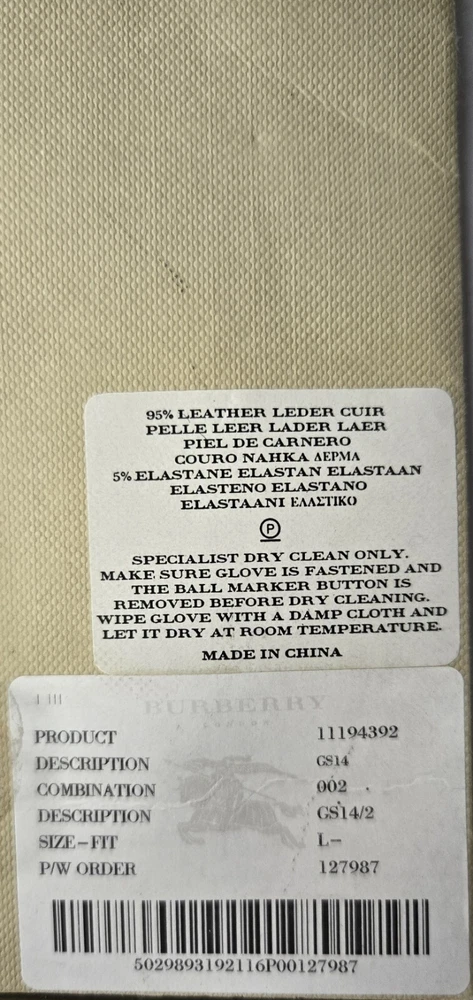 95% LEATHER LEDER CUIR
PELLE LEER LADER LAER
PIEL DE CARNERO
COURO NAHKA ΔΕΡΜΑ
5% ELASTANE ELASTAN ELASTAAN
ELASTENO ELASTANO
ELASTAANI ΕΛΑΣΤΙΚΟ
P
SPECIALIST DRY CLEAN ONLY.
MAKE SURE GLOVE IS FASTENED AND
THE BALL MARKER BUTTON IS
REMOVED BEFORE DRY CLEANING.
WIPE GLOVE WITH A DAMP CLOTH AND
LET IT DRY AT ROOM TEMPERATURE.
MADE IN CHINA
BURBERRY
LONDON
PRODUCT 11194392
DESCRIPTION GS14
COMBINATION 002
DESCRIPTION GS14/2
SIZE-FIT L-
P/W ORDER 127987
5029893192116P00127987